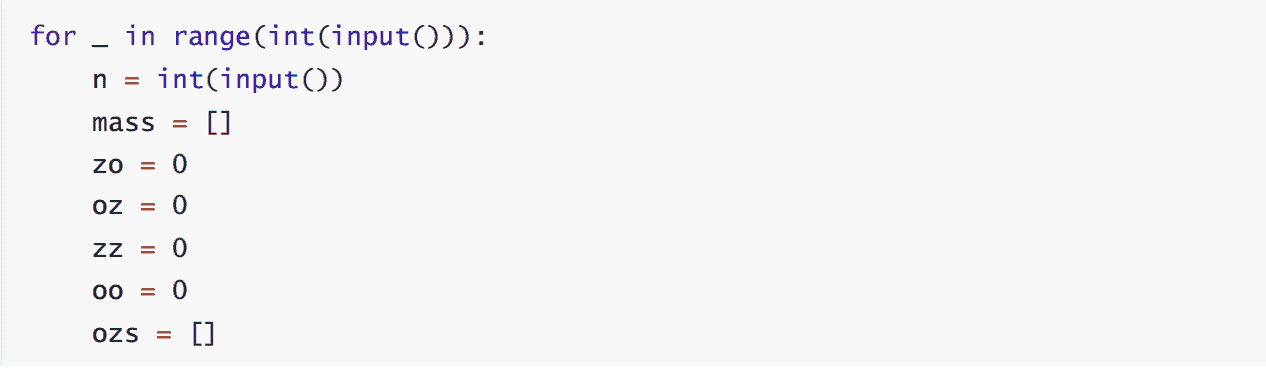 for _ in range(int(input())):
    n = int(input())
    mass = []
    zo = 0
    oz = 0
    zz = 0
    oo = 0
    ozs = []